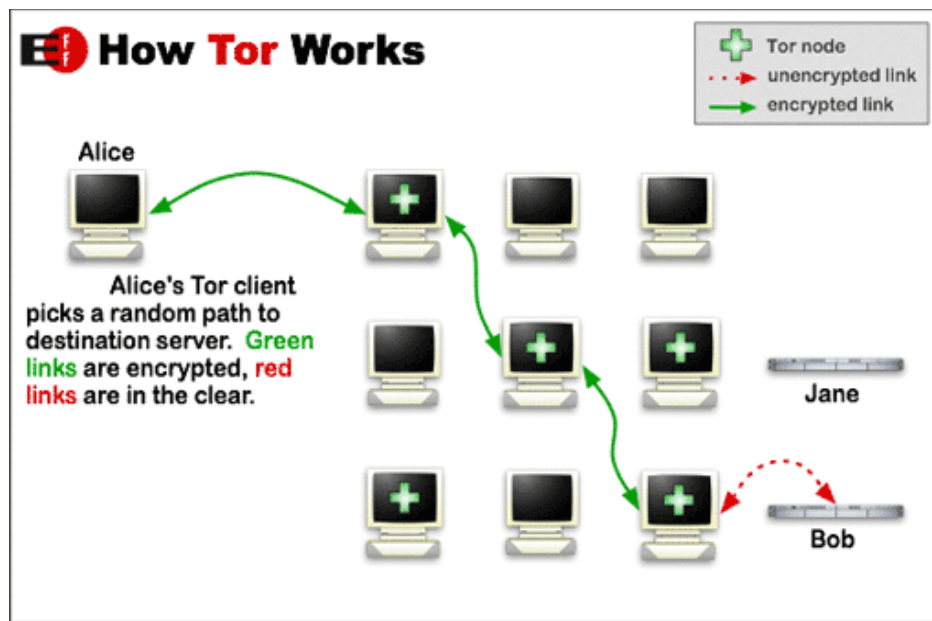 EFF How Tor Works
Tor node
unencrypted link
encrypted link
Alice
Alice's Tor client
picks a random path to
destination server. Green
links are encrypted, red
links are in the clear.
Jane
Bob